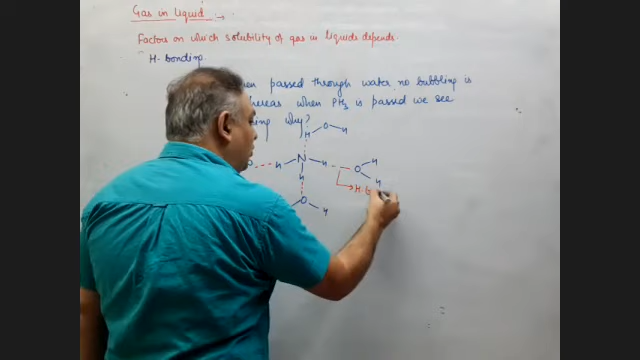 Gas in liquid :→
Factors on which solubility of gas in liquids depends.
H-bonding.
passed through water, no bubbling is
whereas when PH3 is passed we see
why?
H O H
H N H O H
H H
H. b
O H